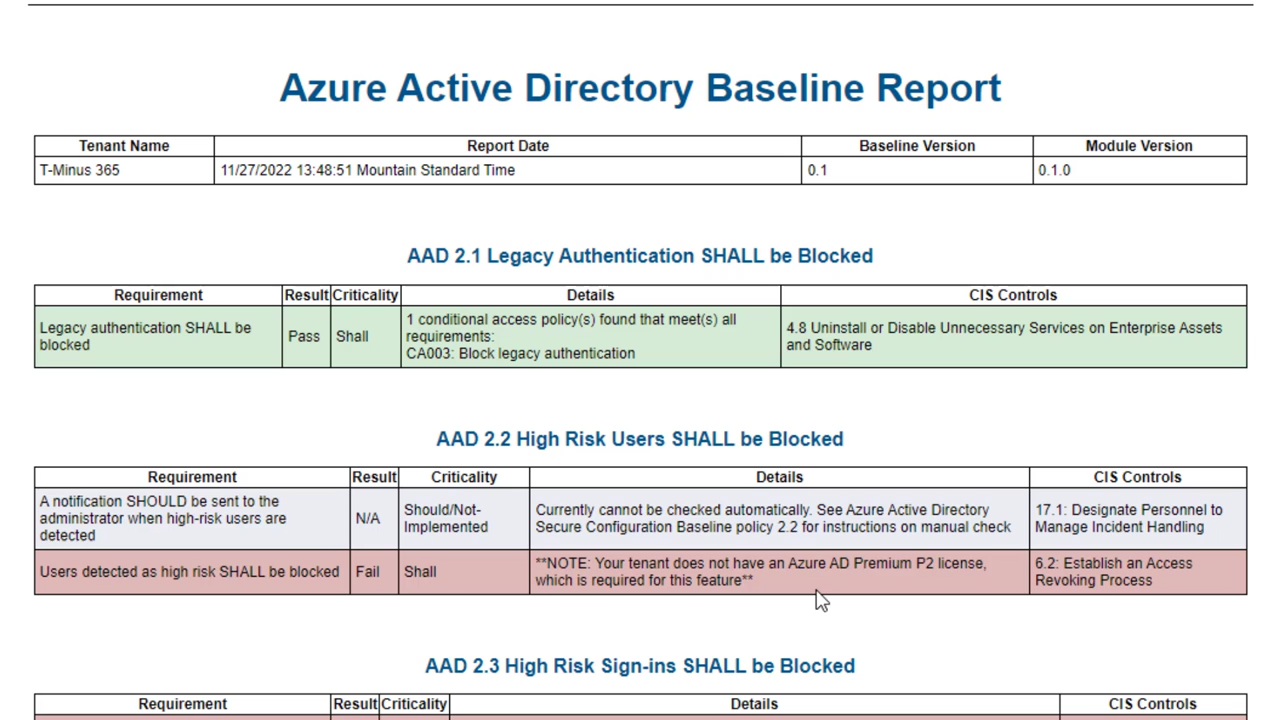 Azure Active Directory Baseline Report
Tenant Name Report Date Baseline Version Module Version
T-Minus 365 11/27/2022 13:48:51 Mountain Standard Time 0.1 0.1.0
AAD 2.1 Legacy Authentication SHALL be Blocked
Requirement Result Criticality Details CIS Controls
Legacy authentication SHALL be
blocked
Pass
Shall
1 conditional access policy(s) found that meet(s) all
requirements:
CA003: Block legacy authentication
4.8 Uninstall or Disable Unnecessary Services on Enterprise Assets
and Software
AAD 2.2 High Risk Users SHALL be Blocked
Requirement Result Criticality Details CIS Controls
A notification SHOULD be sent to the
administrator when high-risk users are
detected
N/A
Should/Not-
Implemented
Currently cannot be checked automatically. See Azure Active Directory
Secure Configuration Baseline policy 2.2 for instructions on manual check
17.1: Designate Personnel to
Manage Incident Handling
Users detected as high risk SHALL be blocked
Fail
Shall
**NOTE: Your tenant does not have an Azure AD Premium P2 license,
which is required for this feature**
6.2: Establish an Access
Revoking Process
AAD 2.3 High Risk Sign-ins SHALL be Blocked
Requirement Result Criticality Details CIS Controls